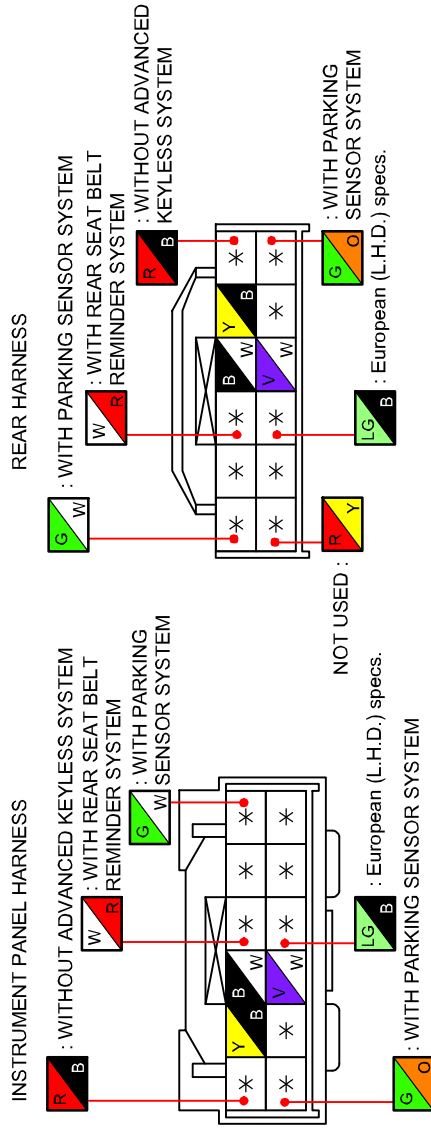 INSTRUMENT PANEL HARNESS
R B : WITHOUT ADVANCED KEYLESS SYSTEM
W R : WITH REAR SEAT BELT
REMINDER SYSTEM
G W : WITH PARKING
SENSOR SYSTEM
* Y B B W * * *
* * V W * * *
LG B : European (L.H.D.) specs.
G O : WITH PARKING SENSOR SYSTEM
REAR HARNESS
G W : WITH PARKING SENSOR SYSTEM
W R : WITH REAR SEAT BELT
REMINDER SYSTEM
R B : WITHOUT ADVANCED
KEYLESS SYSTEM
* * * B W Y B *
* * * V W * *
NOT USED : R Y
LG B : European (L.H.D.) specs.
G O : WITH PARKING
SENSOR SYSTEM